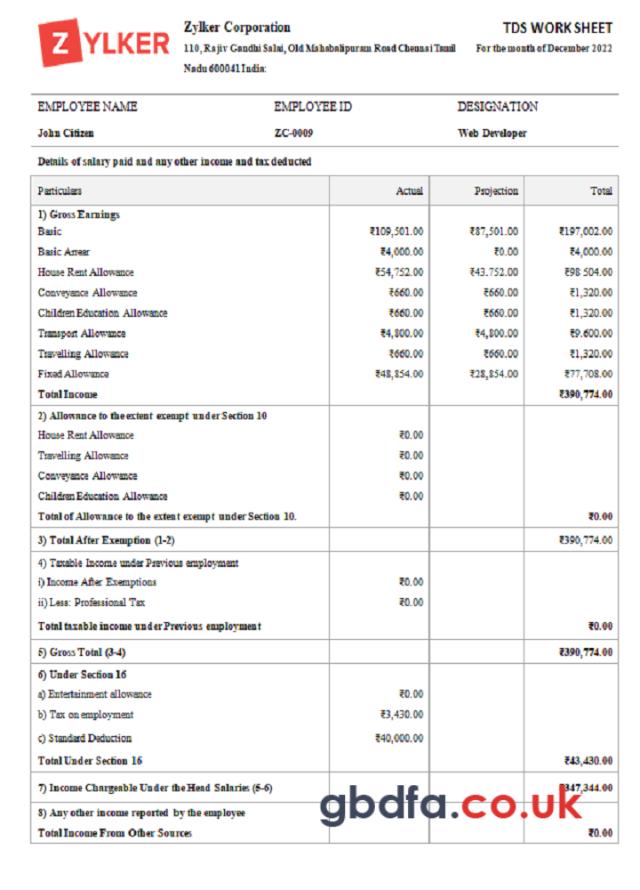 Z YLKER
Zylker Corporation
110, Rajiv Gandhi Salai, Old Mahabalipuram Road Chennai Tamil
Nadu 600041 India:
TDS WORK SHEET
For the month of December 2022
EMPLOYEE NAME EMPLOYEE ID DESIGNATION
John Citizen ZC-0009 Web Developer
Details of salary paid and any other income and tax deducted
Particulars Actual Projection Total
1) Gross Earnings
Basic ₹109,501.00 ₹87,501.00 ₹197,002.00
Basic Arrear ₹4,000.00 ₹0.00 ₹4,000.00
House Rent Allowance ₹54,752.00 ₹43.752.00 ₹98 504.00
Conveyance Allowance ₹660.00 ₹660.00 ₹1,320.00
Children Education Allowance ₹660.00 ₹660.00 ₹1,320.00
Transport Allowance ₹4,800.00 ₹4,800.00 ₹9.600.00
Travelling Allowance ₹660.00 ₹660.00 ₹1,320.00
Fixed Allowance ₹48,854.00 ₹28,854.00 ₹77,708.00
Total Income ₹390,774.00
2) Allowance to the extent exempt under Section 10
House Rent Allowance ₹0.00
Travelling Allowance ₹0.00
Conveyance Allowance ₹0.00
Children Education Allowance ₹0.00
Total of Allowance to the extent exempt under Section 10. ₹0.00
3) Total After Exemption (1-2) ₹390,774.00
4) Taxable Income under Previous employment
i) Income After Exemptions ₹0.00
ii) Less: Professional Tax ₹0.00
Total taxable income under Previous employment ₹0.00
5) Gross Total (3-4) ₹390,774.00
6) Under Section 16
a) Entertainment allowance ₹0.00
b) Tax on employment ₹3,430.00
c) Standard Deduction ₹40,000.00
Total Under Section 16 ₹43,430.00
7) Income Chargeable Under the Head Salaries (5-6) ₹347,344.00
gbdfa.co.uk
8) Any other income reported by the employee
Total Income From Other Sources ₹0.00